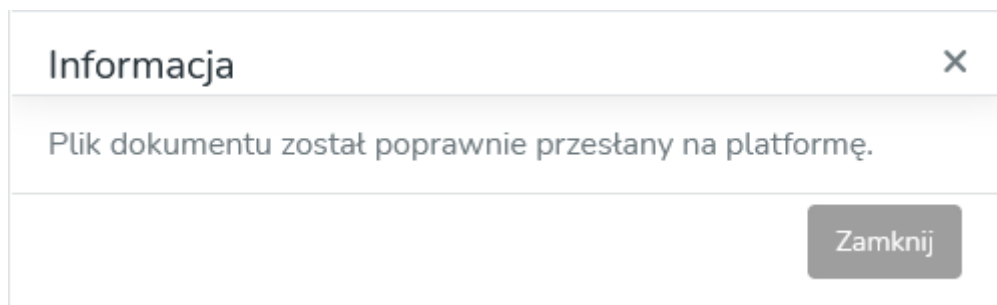 Informacja
Plik dokumentu został poprawnie przesłany na platformę.
Zamknij